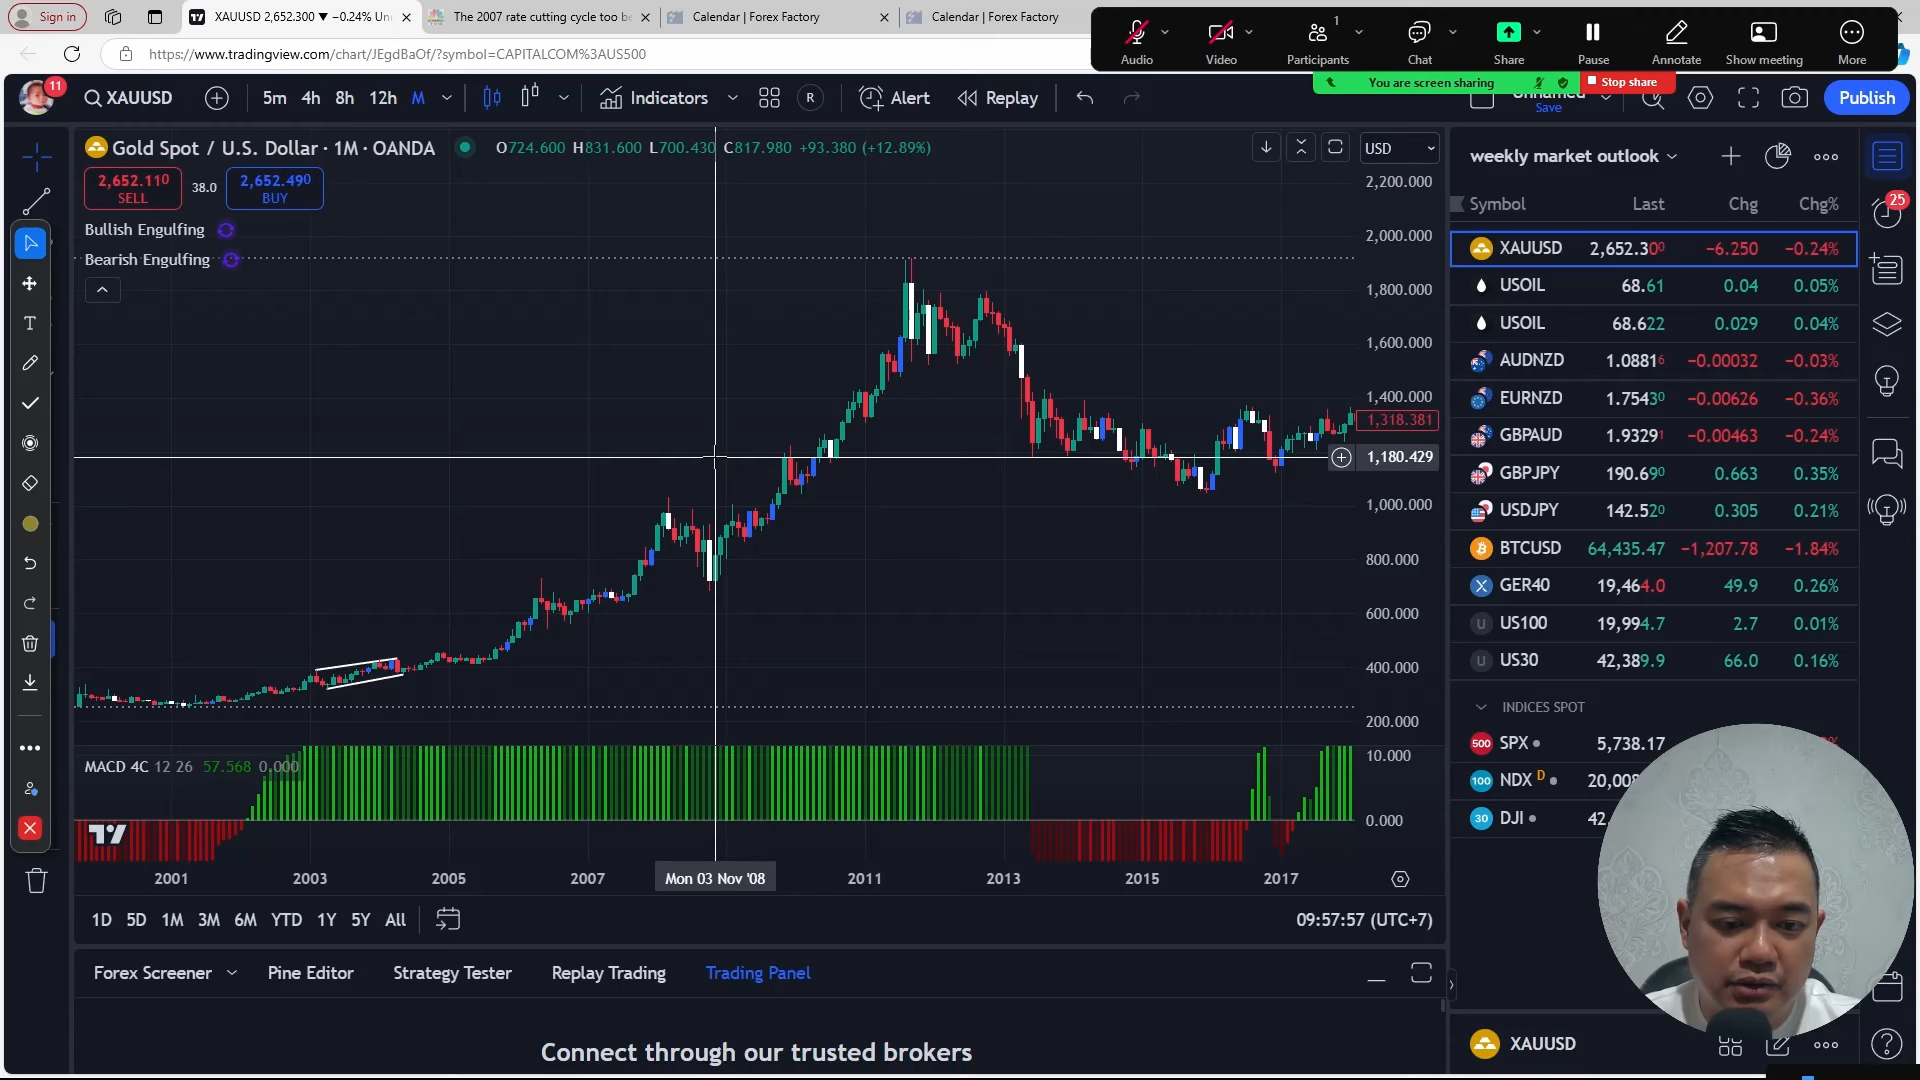 Sign in
XAUUSD 2,652.300 ▼ −0.24% Un
The 2007 rate cutting cycle too be
Calendar | Forex Factory
Calendar | Forex Factory
https://www.tradingview.com/chart/JEgdBaOf/?symbol=CAPITALCOM%3AUS500
Audio
Video
1
Participants
Chat
Share
Pause
Annotate
Show meeting
More
You are screen sharing
Stop share
11
XAUUSD
5m 4h 8h 12h M
Indicators
R
Alert
Replay
Unnamed
Save
Publish
Gold Spot / U.S. Dollar · 1M · OANDA
O724.600 H831.600 L700.430 C817.980 +93.380 (+12.89%)
USD
2,652.110
SELL
38.0
2,652.490
BUY
Bullish Engulfing
Bearish Engulfing
2,200.000
2,000.000
1,800.000
1,600.000
1,400.000
1,318.381
1,180.429
1,000.000
800.000
600.000
400.000
200.000
MACD 4C 12 26 57.568 0.000
10.000
0.000
2001
2003
2005
2007
Mon 03 Nov '08
2011
2013
2015
2017
1D 5D 1M 3M 6M YTD 1Y 5Y All
09:57:57 (UTC+7)
Forex Screener
Pine Editor
Strategy Tester
Replay Trading
Trading Panel
Connect through our trusted brokers
weekly market outlook
25
Symbol Last Chg Chg%
XAUUSD 2,652.300 −6.250 −0.24%
USOIL 68.61 0.04 0.05%
USOIL 68.622 0.029 0.04%
AUDNZD 1.08816 −0.00032 −0.03%
EURNZD 1.75430 −0.00626 −0.36%
GBPAUD 1.93291 −0.00463 −0.24%
GBPJPY 190.690 0.663 0.35%
USDJPY 142.520 0.305 0.21%
BTCUSD 64,435.47 −1,207.78 −1.84%
GER40 19,464.0 49.9 0.26%
US100 19,994.7 2.7 0.01%
US30 42,389.9 66.0 0.16%
INDICES SPOT
500 SPX 5,738.17
100 NDX D 20,008
30 DJI 42,
XAUUSD